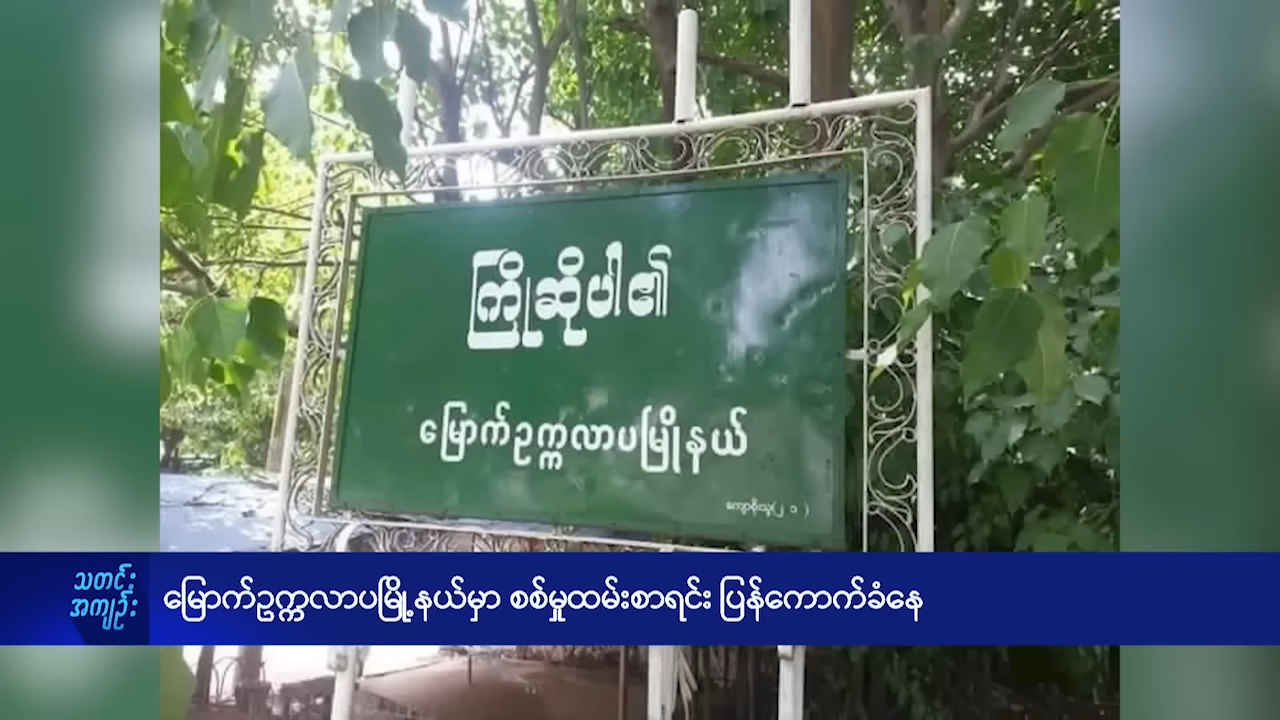 ကြိုဆိုပါ၏
မြောက်ဥက္ကလာပမြို့နယ်
သတင်း
အကျဉ်း
မြောက်ဥက္ကလာပမြို့နယ်မှာ စစ်မှုထမ်းစာရင်း ပြန်ကောက်ခံနေ